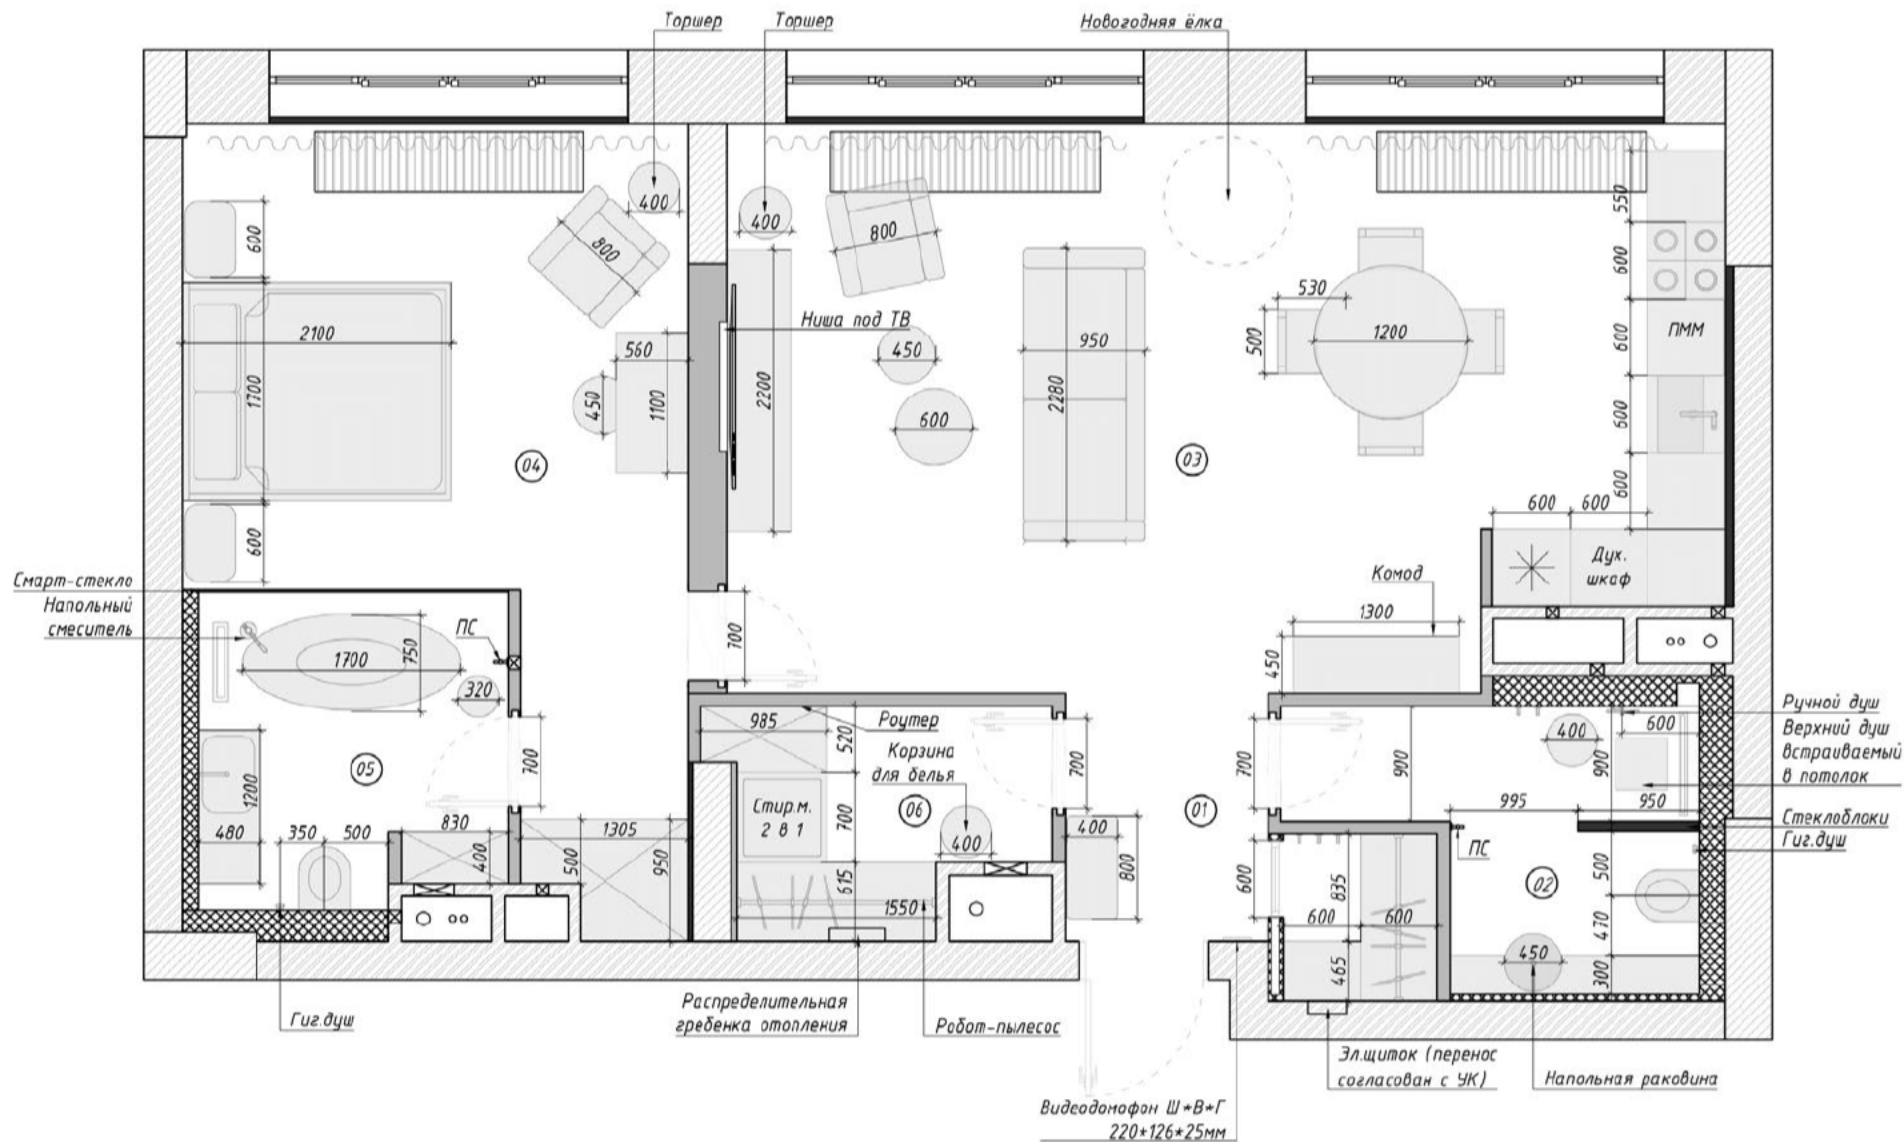 Торшер
Торшер
Новогодняя ёлка
400
400
800
800
550
600
530
600
Ниша под ТВ
500
1200
ПММ
600
2100
560
450
950
600
1700
450
1100
2200
600
2280
600
04
03
600
600
600
600
Смарт-стекло
Напольный
смеситель
Дух.
шкаф
Комод
1300
700
450
ПС
750
1700
320
985
Роутер
520
Корзина
для белья
400
600
Ручной душ
Верхний душ
встраиваемый
в потолок
700
700
700
900
900
05
1200
Стир.м.
2 в 1
700
06
01
995
950
Стеклоблоки
Гиг.душ
480
350
500
830
1305
400
400
ПС
400
500
950
615
800
600
835
02
500
600
600
470
1550
465
450
300
Гиг.душ
Распределительная
гребенка отопления
Робот-пылесос
Эл.щиток (перенос
согласован с УК)
Напольная раковина
Видеодомофон Ш*В*Г
220*126*25мм